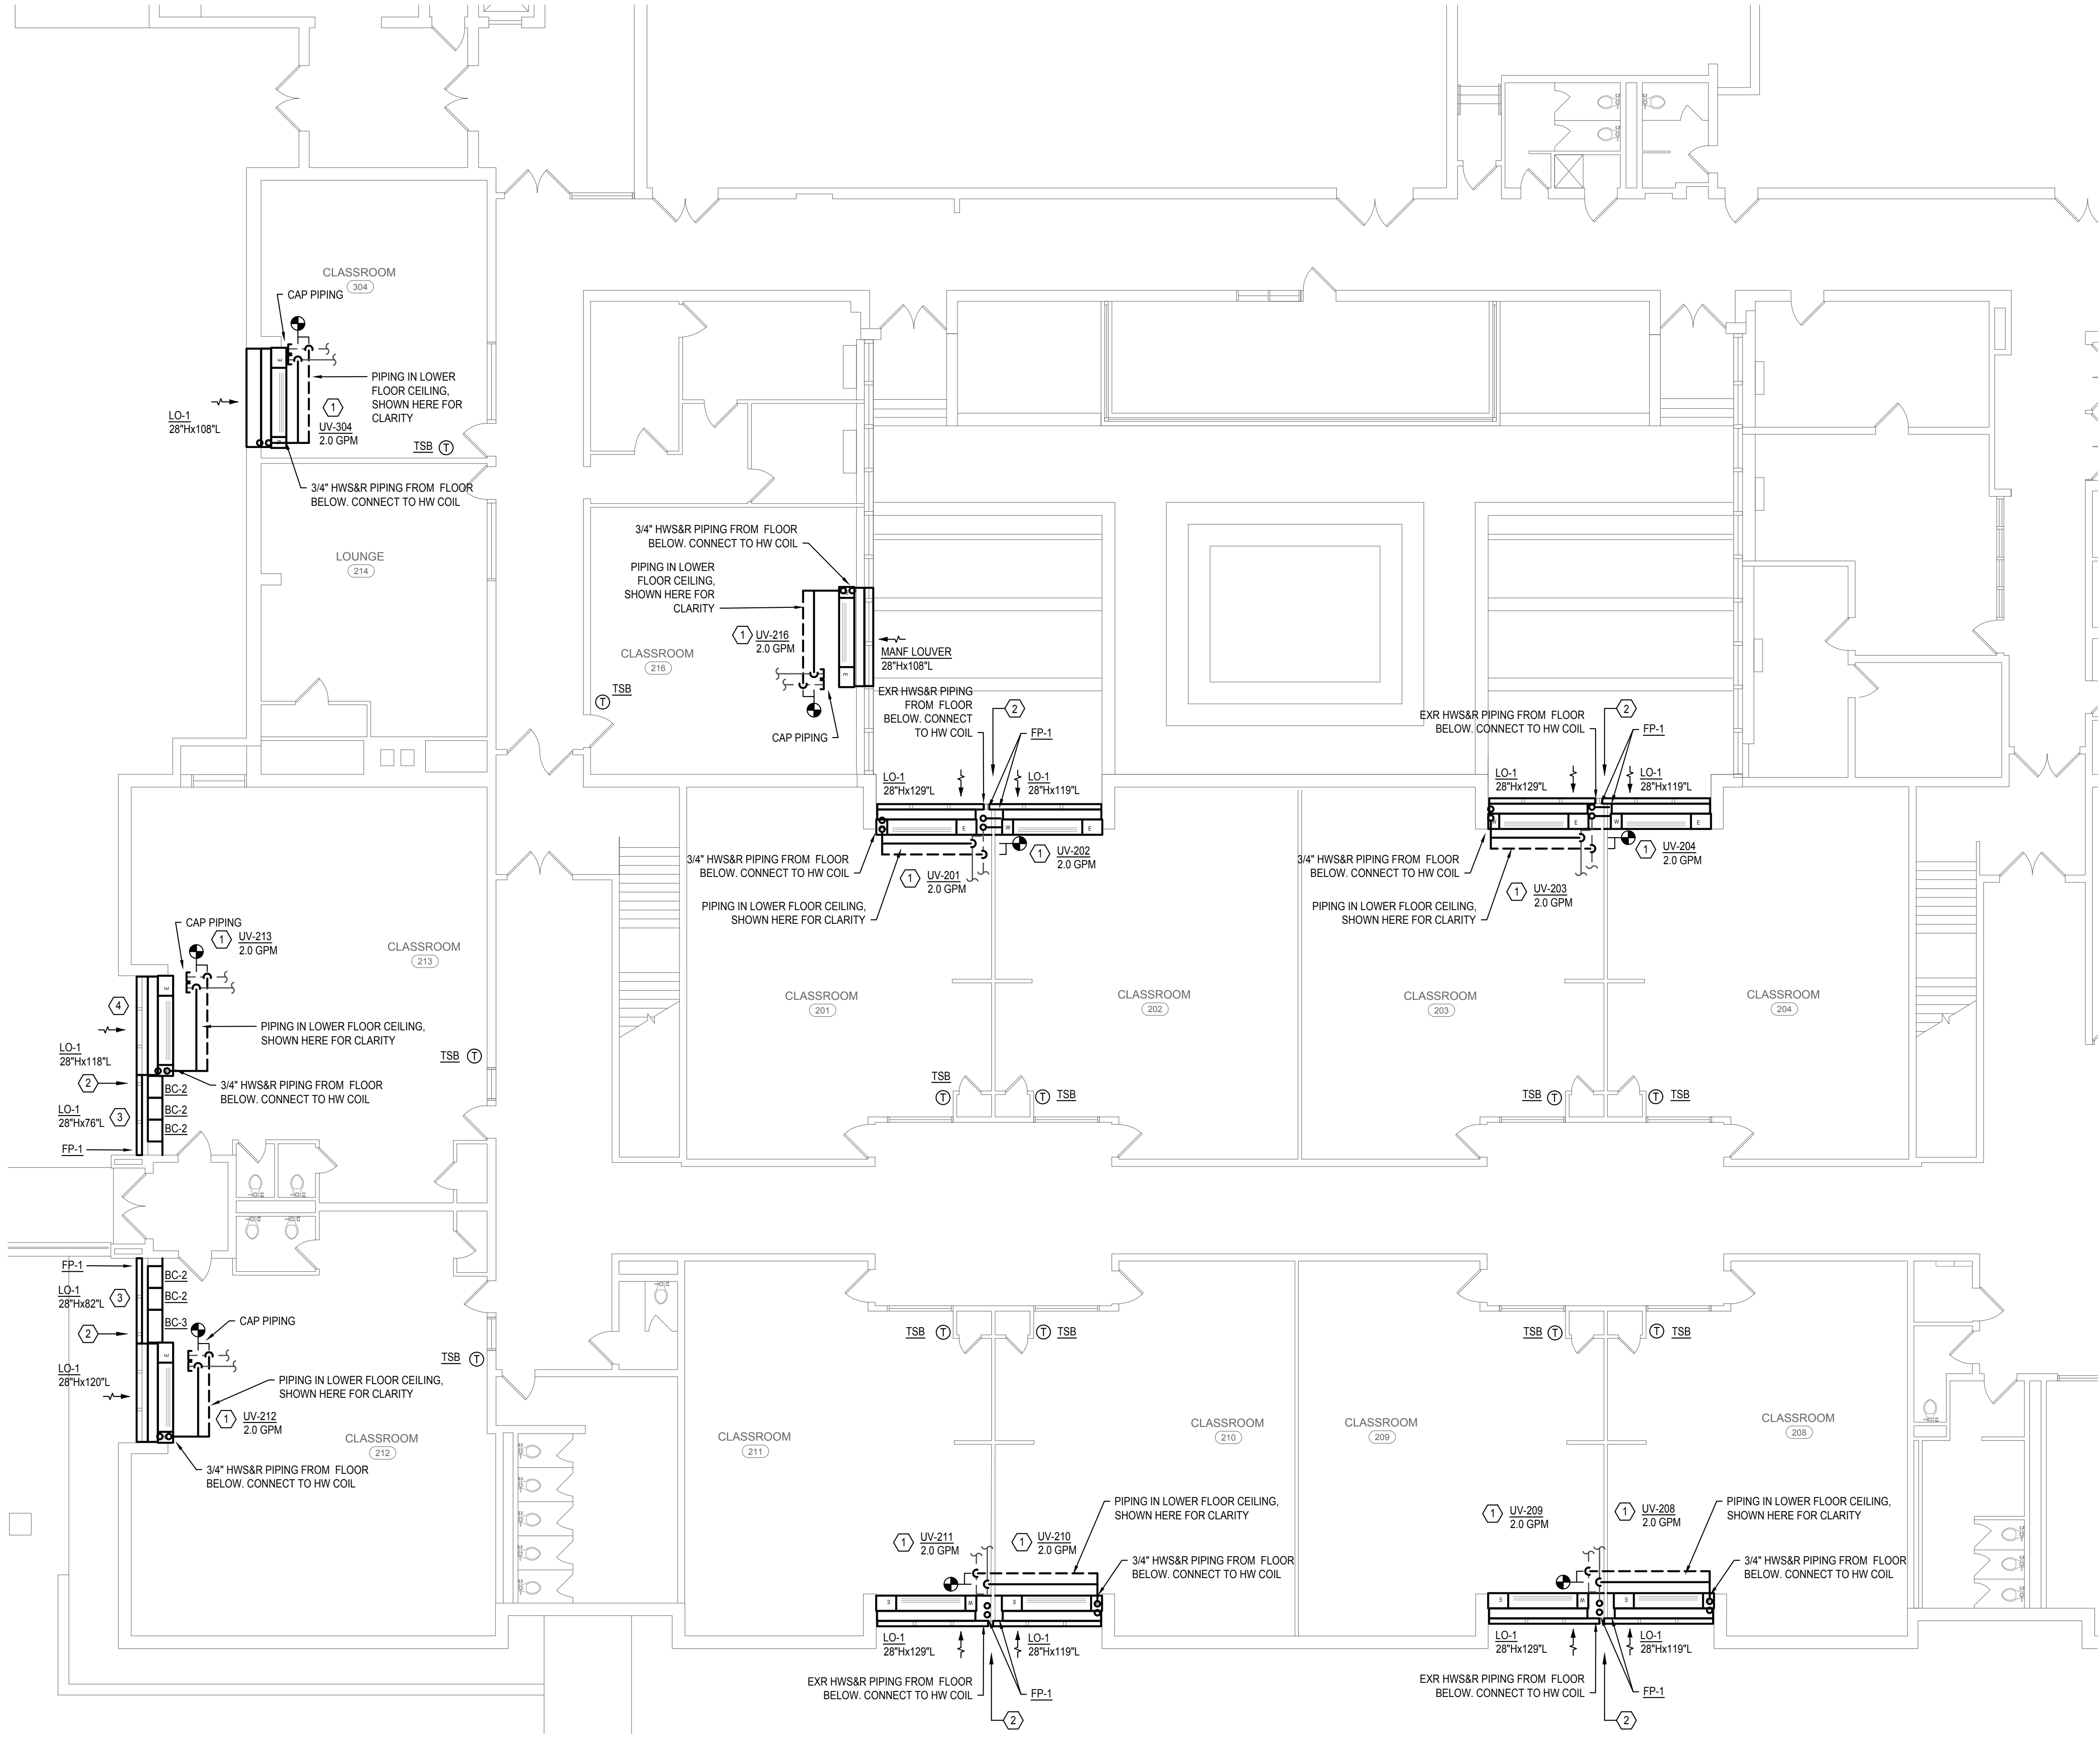 CLASSROOM
304
CAP PIPING
PIPING IN LOWER
FLOOR CEILING,
SHOWN HERE FOR
CLARITY
LO-1
28"Hx108"L
1
UV-304
2.0 GPM
TSB T
E
3/4" HWS&R PIPING FROM FLOOR
BELOW. CONNECT TO HW COIL
LOUNGE
214
3/4" HWS&R PIPING FROM FLOOR
BELOW. CONNECT TO HW COIL
PIPING IN LOWER
FLOOR CEILING,
SHOWN HERE FOR
CLARITY
1 UV-216
2.0 GPM
CLASSROOM
216
MANF LOUVER
28"Hx108"L
E
TSB
T
CAP PIPING
EXR HWS&R PIPING
FROM FLOOR
BELOW. CONNECT
TO HW COIL
2
FP-1
LO-1
28"Hx129"L
LO-1
28"Hx119"L
E
W
E
3/4" HWS&R PIPING FROM FLOOR
BELOW. CONNECT TO HW COIL
1 UV-202
2.0 GPM
1 UV-201
2.0 GPM
PIPING IN LOWER FLOOR CEILING,
SHOWN HERE FOR CLARITY
EXR HWS&R PIPING FROM FLOOR
BELOW. CONNECT TO HW COIL
2
FP-1
LO-1
28"Hx129"L
LO-1
28"Hx119"L
W
E
W
E
3/4" HWS&R PIPING FROM FLOOR
BELOW. CONNECT TO HW COIL
1 UV-204
2.0 GPM
1 UV-203
2.0 GPM
PIPING IN LOWER FLOOR CEILING,
SHOWN HERE FOR CLARITY
CAP PIPING
1 UV-213
2.0 GPM
CLASSROOM
213
E
4
PIPING IN LOWER FLOOR CEILING,
SHOWN HERE FOR CLARITY
LO-1
28"Hx118"L
TSB T
2
3/4" HWS&R PIPING FROM FLOOR
BELOW. CONNECT TO HW COIL
BC-2
BC-2
BC-2
LO-1
28"Hx76"L
3
FP-1
CLASSROOM
201
CLASSROOM
202
CLASSROOM
203
CLASSROOM
204
TSB
T
T TSB
TSB T
T TSB
FP-1
BC-2
LO-1
28"Hx82"L
3
BC-2
BC-3
2
CAP PIPING
LO-1
28"Hx120"L
E
TSB T
PIPING IN LOWER FLOOR CEILING,
SHOWN HERE FOR CLARITY
1 UV-212
2.0 GPM
CLASSROOM
212
3/4" HWS&R PIPING FROM FLOOR
BELOW. CONNECT TO HW COIL
TSB T
T TSB
TSB T
T TSB
CLASSROOM
211
CLASSROOM
210
CLASSROOM
209
CLASSROOM
208
PIPING IN LOWER FLOOR CEILING,
SHOWN HERE FOR CLARITY
1 UV-211
2.0 GPM
1 UV-210
2.0 GPM
3/4" HWS&R PIPING FROM FLOOR
BELOW. CONNECT TO HW COIL
E
W
E
LO-1
28"Hx129"L
LO-1
28"Hx119"L
EXR HWS&R PIPING FROM FLOOR
BELOW. CONNECT TO HW COIL
FP-1
2
PIPING IN LOWER FLOOR CEILING,
SHOWN HERE FOR CLARITY
1 UV-209
2.0 GPM
1 UV-208
2.0 GPM
3/4" HWS&R PIPING FROM FLOOR
BELOW. CONNECT TO HW COIL
E
W
E
LO-1
28"Hx129"L
LO-1
28"Hx119"L
EXR HWS&R PIPING FROM FLOOR
BELOW. CONNECT TO HW COIL
FP-1
2